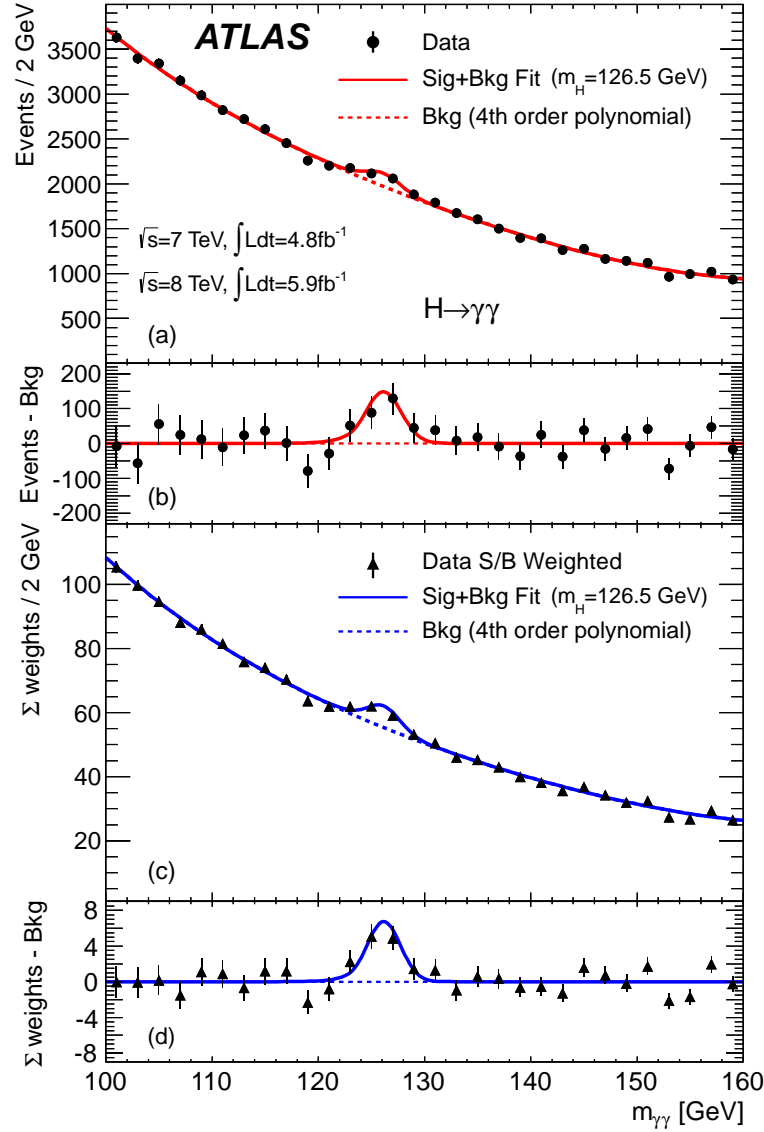 ATLAS
Data
Sig+Bkg Fit (mH=126.5 GeV)
Bkg (4th order polynomial)
Events / 2 GeV
3500
3000
2500
2000
1500
1000
500
√s=7 TeV, ∫Ldt=4.8fb-1
√s=8 TeV, ∫Ldt=5.9fb-1
H→γγ
(a)
Events - Bkg
200
100
0
-100
-200
(b)
Σ weights / 2 GeV
100
80
60
40
20
Data S/B Weighted
Sig+Bkg Fit (mH=126.5 GeV)
Bkg (4th order polynomial)
(c)
Σ weights - Bkg
8
4
0
-4
-8
(d)
100 110 120 130 140 150 160
mγγ [GeV]